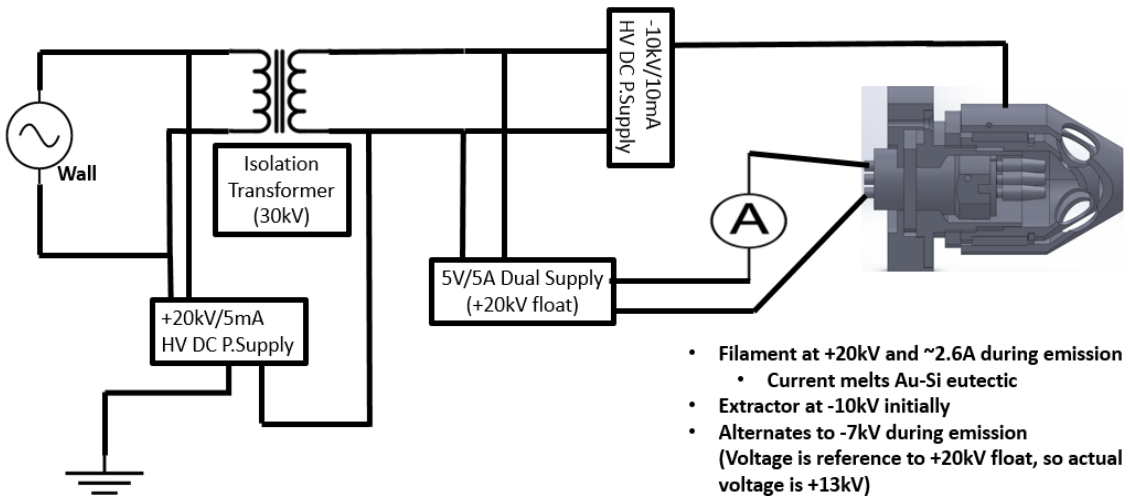 -10kV/10mA
HV DC P.Supply
Wall
Isolation
Transformer
(30kV)
A
5V/5A Dual Supply
(+20kV float)
+20kV/5mA
HV DC P.Supply
• Filament at +20kV and ~2.6A during emission
• Current melts Au-Si eutectic
• Extractor at -10kV initially
• Alternates to -7kV during emission
(Voltage is reference to +20kV float, so actual
voltage is +13kV)